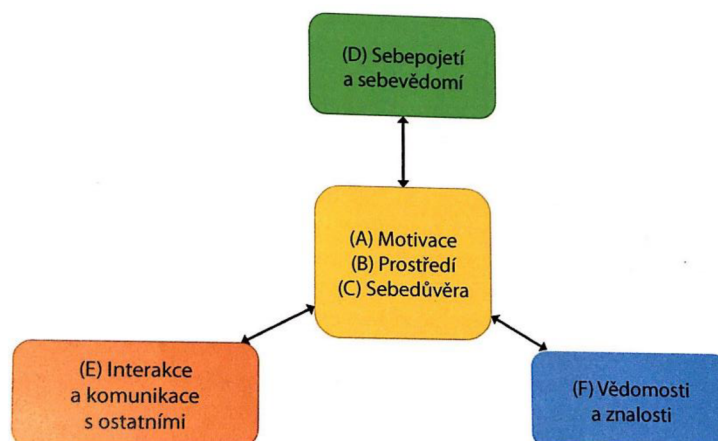 (D) Sebepojetí
a sebevědomí
(A) Motivace
(B) Prostředí
(C) Sebedůvěra
(E) Interakce
a komunikace
s ostatními
(F) Vědomosti
a znalosti